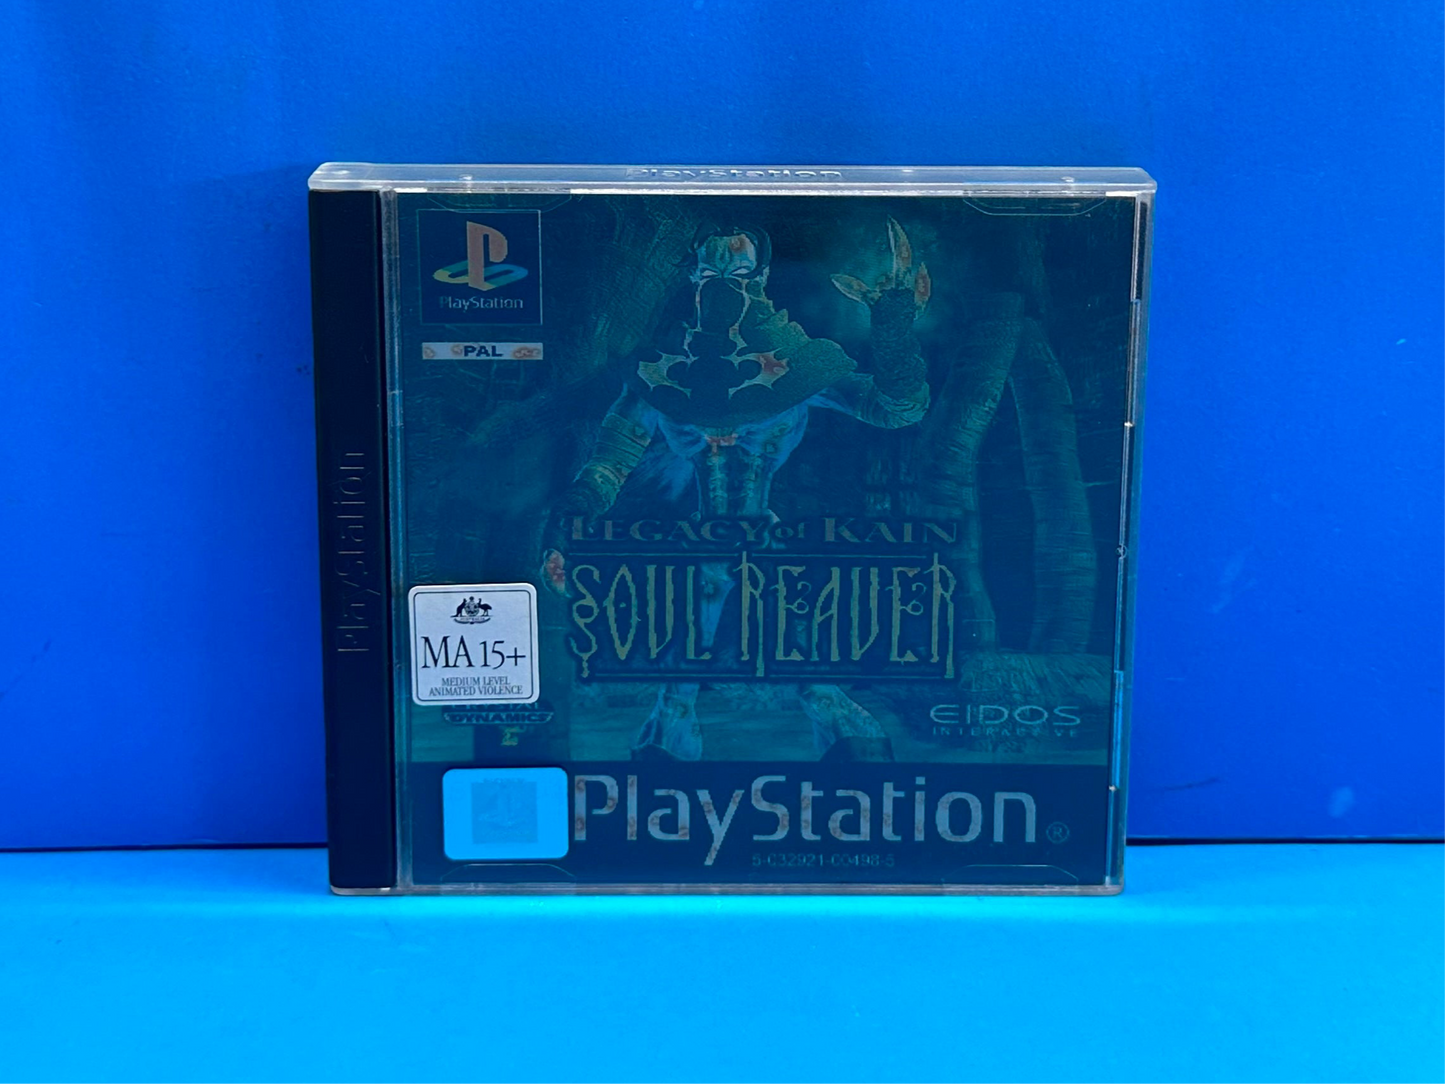 PlayStation
PlayStation
PAL
PlayStation
LEGACY of KAIN
SOUL REAVER
AUSTRALIA
MA 15+
MEDIUM LEVEL
ANIMATED VIOLENCE
DYNAMICS
EIDOS
INTERACTIVE
PlayStation®